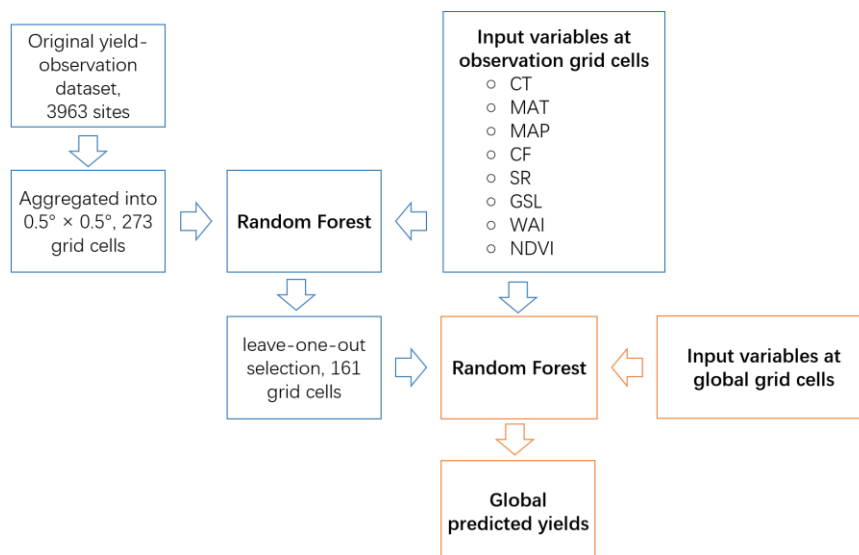 Original yield-
observation
dataset,
3963 sites
Input variables at
observation grid cells
○ CT
○ MAT
○ MAP
○ CF
○ SR
○ GSL
○ WAI
○ NDVI
Aggregated into
0.5° × 0.5°, 273
grid cells
Random Forest
leave-one-out
selection, 161
grid cells
Random Forest
Input variables at
global grid cells
Global
predicted yields